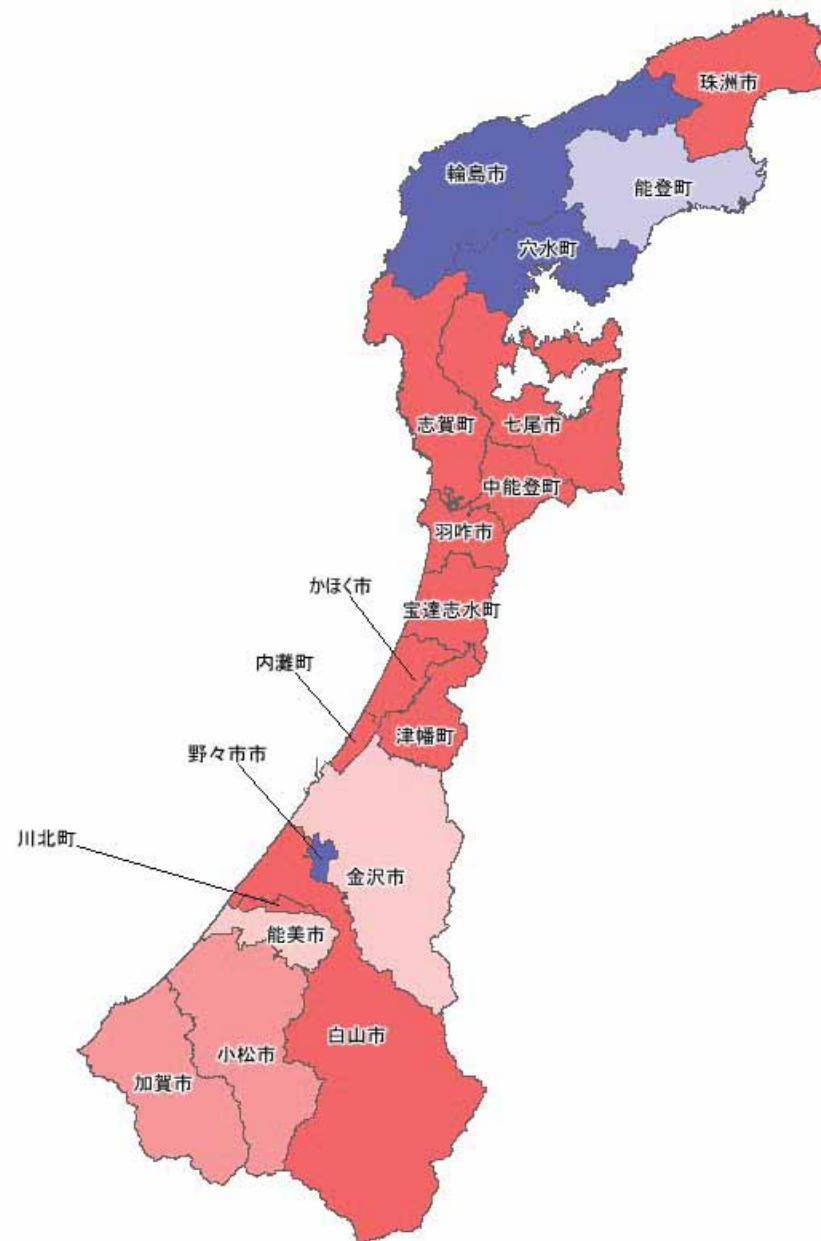 珠洲市
輪島市
能登町
穴水町
志賀町
七尾市
中能登町
羽咋市
かほく市
宝達志水町
内灘町
津幡町
野々市市
川北町
金沢市
能美市
白山市
小松市
加賀市